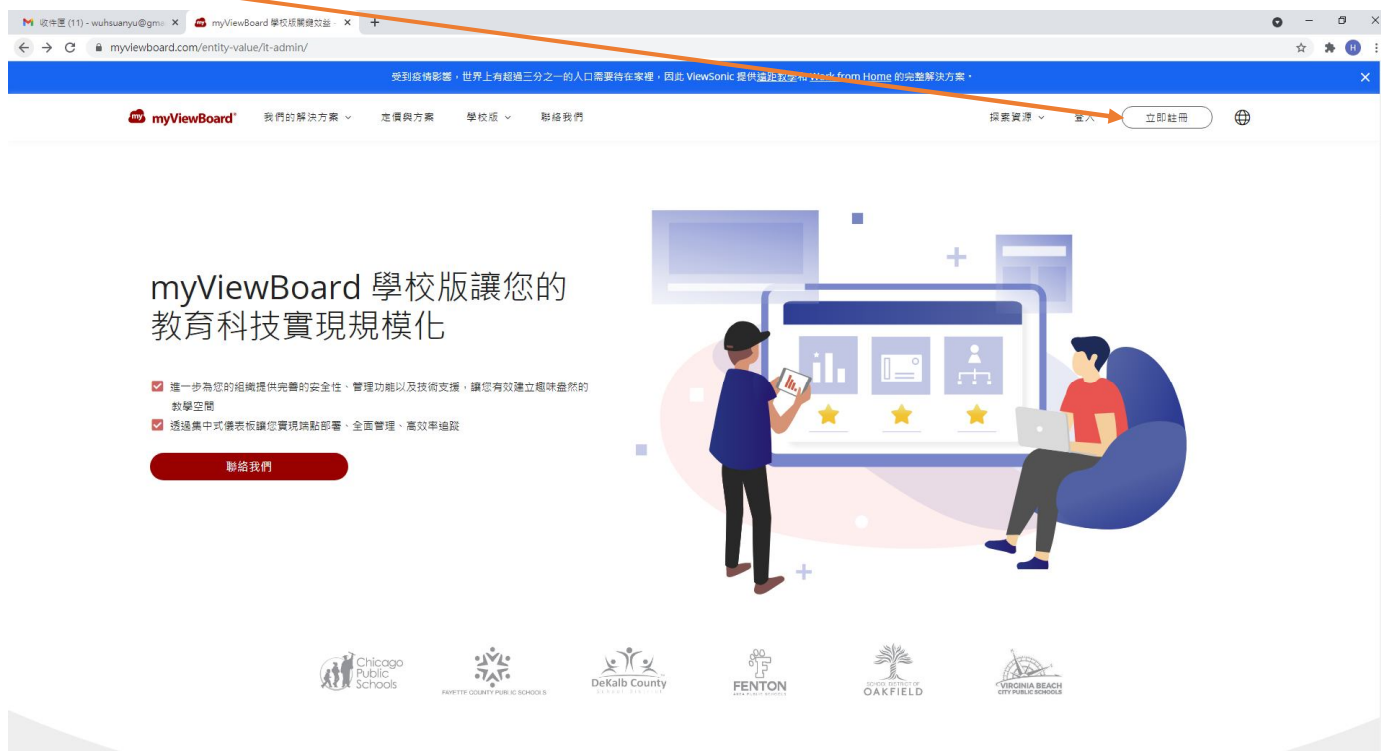 收件匣 (11) - wuhsuanyu@gma
myViewBoard 學校版關鍵效益 -
myviewboard.com/entity-value/it-admin/
H
受到疫情影響，世界上有超過三分之一的人口需要待在家裡，因此 ViewSonic 提供遠距教學和 Work from Home 的完整解決方案。
my myViewBoard
我們的解決方案
定價與方案
學校版
聯絡我們
探索資源
登入
立即註冊
myViewBoard 學校版讓您的
教育科技實現規模化
進一步為您的組織提供完善的安全性、管理功能以及技術支援，讓您有效建立趣味盎然的
教學空間
透過集中式儀表板讓您實現端點部署、全面管理、高效率追蹤
聯絡我們
Chicago
Public
Schools
FAYETTE COUNTY PUBLIC SCHOOLS
DeKalb County
SCHOOL DISTRICT
FENTON
AREA PUBLIC SCHOOLS
SCHOOL DISTRICT OF
OAKFIELD
VIRGINIA BEACH
CITY PUBLIC SCHOOLS